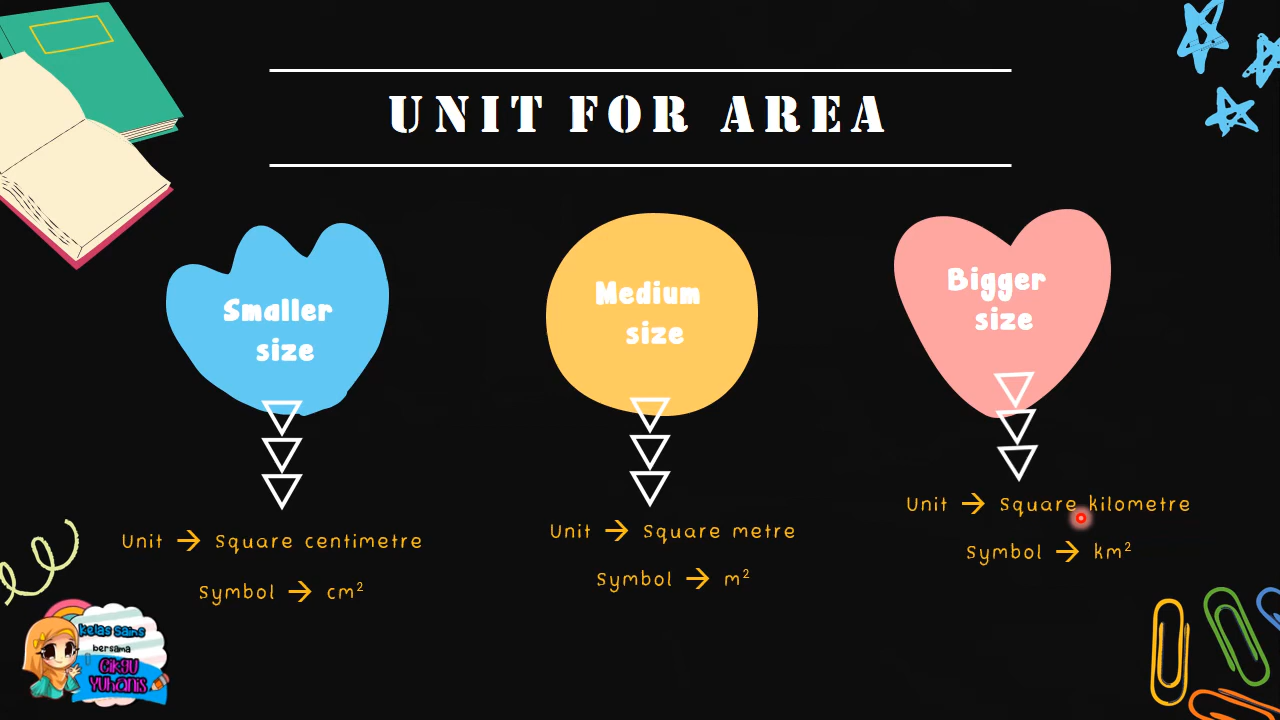 UNIT FOR AREA
Smaller
size
Unit → Square centimetre
Symbol → cm²
Medium
size
Unit → Square metre
Symbol → m²
Bigger
size
Unit → Square kilometre
Symbol → km²
Kelas Sains
bersama
Cikgu
Yuhanis